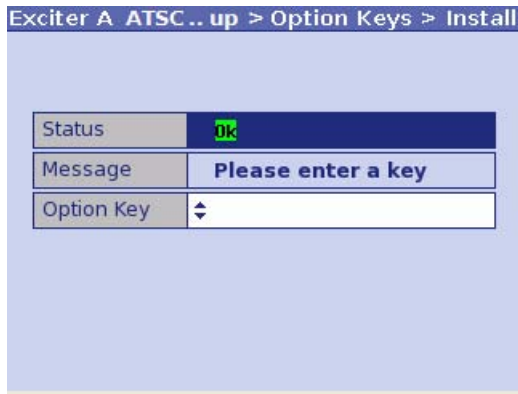 Exciter A ATSC.. up > Option Keys > Install
Status Ok
Message Please enter a key
Option Key